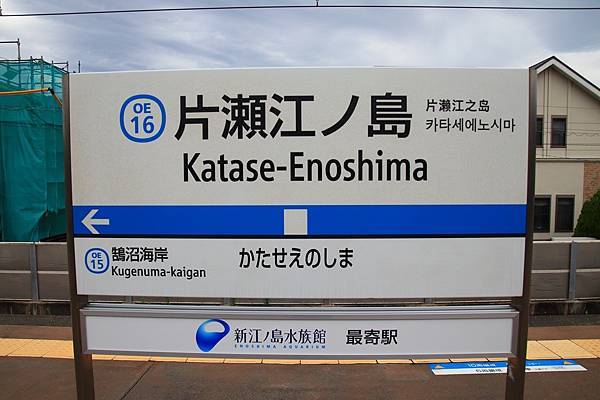 OE
16
片瀬江ノ島
片濑江之岛
카타세에노시마
Katase-Enoshima
OE
15
鵠沼海岸
Kugenuma-kaigan
かたせえのしま
新江ノ島水族館 最寄駅
ENOSHIMA AQUARIUM